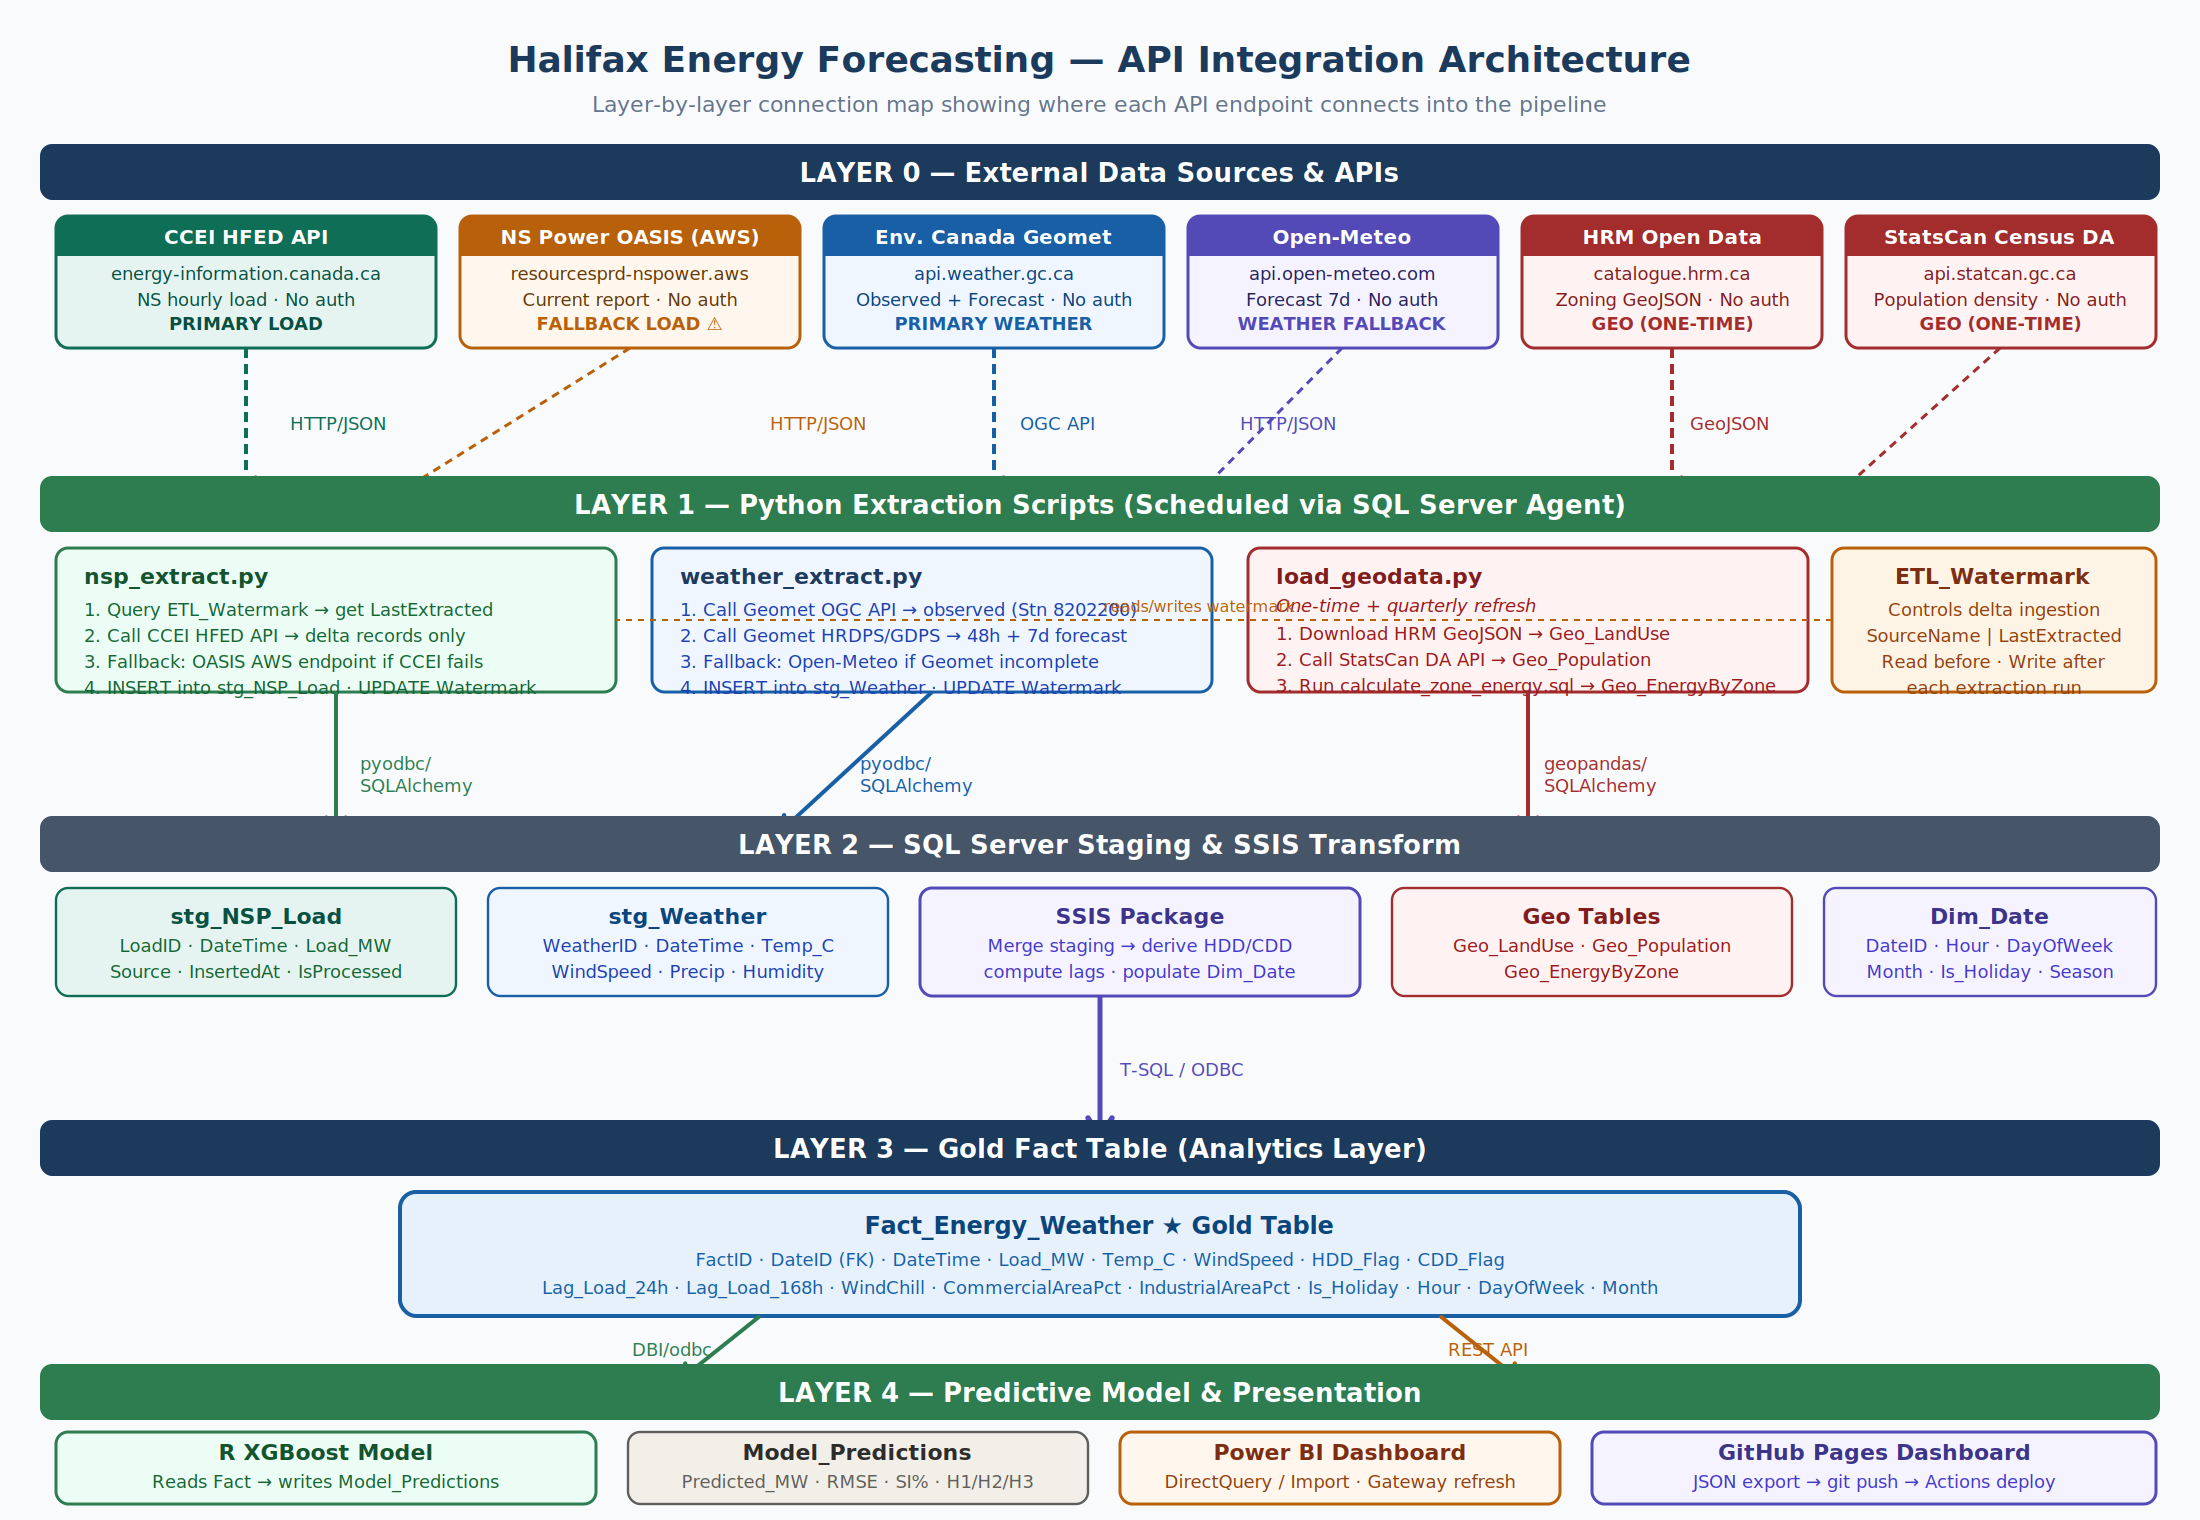 Halifax Energy Forecasting — API Integration Architecture
Layer-by-layer connection map showing where each API endpoint connects into the pipeline
LAYER 0 — External Data Sources & APIs
CCEI HFED API
energy-information.canada.ca
NS hourly load · No auth
PRIMARY LOAD
NS Power OASIS (AWS)
resourcesprd-nspower.aws
Current report · No auth
FALLBACK LOAD ⚠
Env. Canada Geomet
api.weather.gc.ca
Observed + Forecast · No auth
PRIMARY WEATHER
Open-Meteo
api.open-meteo.com
Forecast 7d · No auth
WEATHER FALLBACK
HRM Open Data
catalogue.hrm.ca
Zoning GeoJSON · No auth
GEO (ONE-TIME)
StatsCan Census DA
api.statcan.gc.ca
Population density · No auth
GEO (ONE-TIME)
HTTP/JSON
HTTP/JSON
OGC API
HTTP/JSON
GeoJSON
LAYER 1 — Python Extraction Scripts (Scheduled via SQL Server Agent)
nsp_extract.py
1. Query ETL_Watermark → get LastExtracted
2. Call CCEI HFED API → delta records only
3. Fallback: OASIS AWS endpoint if CCEI fails
4. INSERT into stg_NSP_Load · UPDATE Watermark
weather_extract.py
1. Call Geomet OGC API → observed (Stn 8202200)
2. Call Geomet HRDPS/GDPS → 48h + 7d forecast
3. Fallback: Open-Meteo if Geomet incomplete
4. INSERT into stg_Weather · UPDATE Watermark
reads/writes watermark
load_geodata.py
One-time + quarterly refresh
1. Download HRM GeoJSON → Geo_LandUse
2. Call StatsCan DA API → Geo_Population
3. Run calculate_zone_energy.sql → Geo_EnergyByZone
ETL_Watermark
Controls delta ingestion
SourceName | LastExtracted
Read before · Write after
each extraction run
pyodbc/
SQLAlchemy
pyodbc/
SQLAlchemy
geopandas/
SQLAlchemy
LAYER 2 — SQL Server Staging & SSIS Transform
stg_NSP_Load
LoadID · DateTime · Load_MW
Source · InsertedAt · IsProcessed
stg_Weather
WeatherID · DateTime · Temp_C
WindSpeed · Precip · Humidity
SSIS Package
Merge staging → derive HDD/CDD
compute lags · populate Dim_Date
Geo Tables
Geo_LandUse · Geo_Population
Geo_EnergyByZone
Dim_Date
DateID · Hour · DayOfWeek
Month · Is_Holiday · Season
T-SQL / ODBC
LAYER 3 — Gold Fact Table (Analytics Layer)
Fact_Energy_Weather ★ Gold Table
FactID · DateID (FK) · DateTime · Load_MW · Temp_C · WindSpeed · HDD_Flag · CDD_Flag
Lag_Load_24h · Lag_Load_168h · WindChill · CommercialAreaPct · IndustrialAreaPct · Is_Holiday · Hour · DayOfWeek · Month
DBI/odbc
REST API
LAYER 4 — Predictive Model & Presentation
R XGBoost Model
Reads Fact → writes Model_Predictions
Model_Predictions
Predicted_MW · RMSE · SI% · H1/H2/H3
Power BI Dashboard
DirectQuery / Import · Gateway refresh
GitHub Pages Dashboard
JSON export → git push → Actions deploy